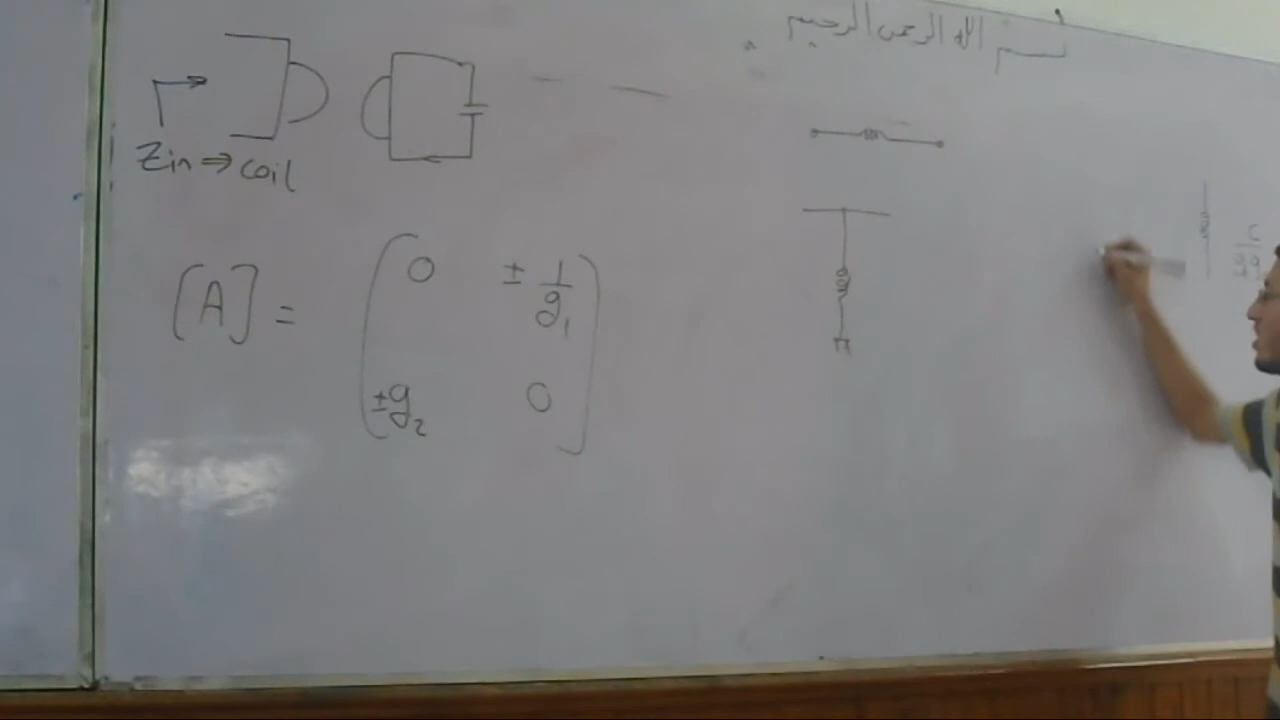 بسم الله الرحمن الرحيم
Zin ⇒ coil
[A] = ( 0 ± 1/g₁
±g₂ 0 )